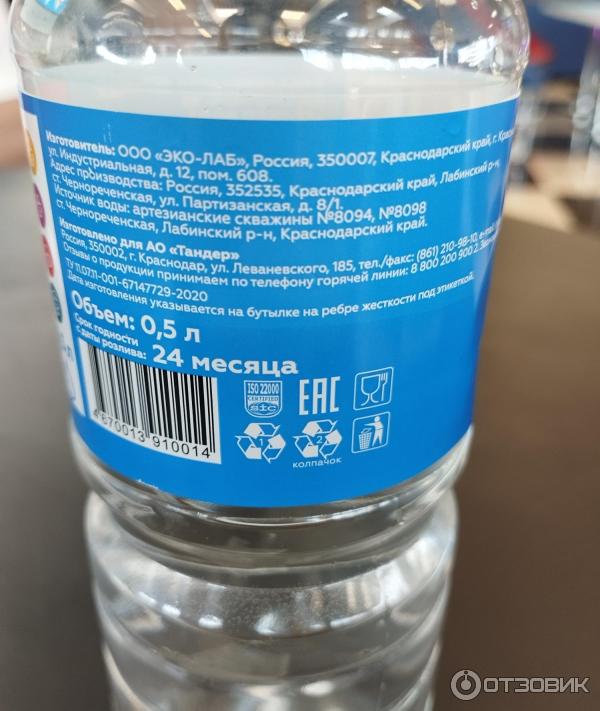 Изготовитель: ООО «ЭКО-ЛАБ», Россия, 350007, Краснодарский край, г.
ул. Индустриальная, д. 12, пом. 608.
Адрес производства: Россия, 352535, Краснодарский край, Лабинский р-н,
ст. Чернореченская, ул. Партизанская, д. 8/1.
Источник воды: артезианские скважины №8094, №8098
ст. Чернореченская, Лабинский р-н, Краснодарский край.
Изготовлено для АО «Тандер»
Россия, 350002, г. Краснодар, ул. Леваневского, 185, тел./факс: (861) 210-98-10,
Отзывы о продукции принимаем по телефону горячей линии: 8 800 200 900 2.
ТУ 11.07.11-001-67147729-2020
Дата изготовления указывается на бутылке на ребре жесткости под этикеткой.
Объем: 0,5 л
Срок годности
с даты розлива: 24 месяца
ISO 22000
CERTIFIED
stc
EAC
1
2
колпачок
4 670013 910014
ОТЗОВИК